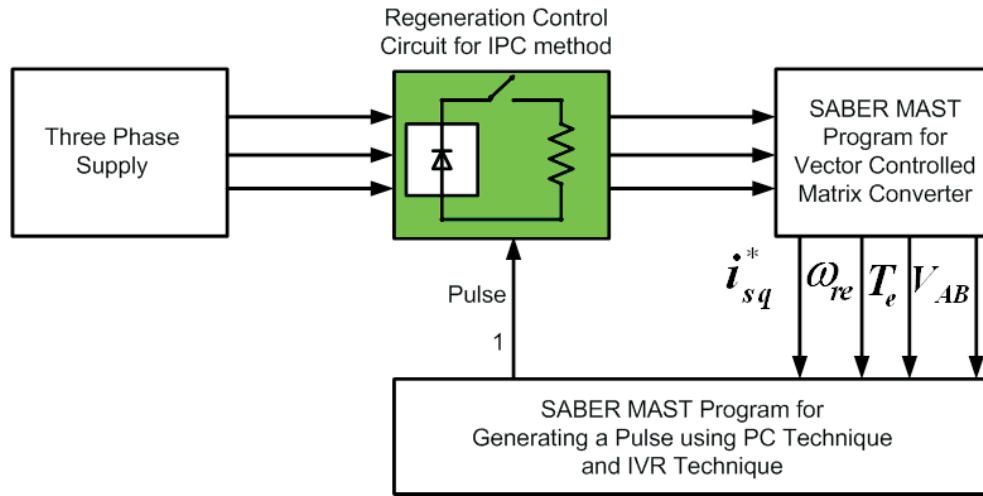 Regeneration Control
Circuit for IPC method
Three Phase
Supply
SABER MAST
Program for
Vector Controlled
Matrix Converter
i*sq ωre Te VAB
Pulse
1
SABER MAST Program for
Generating a Pulse using PC Technique
and IVR Technique